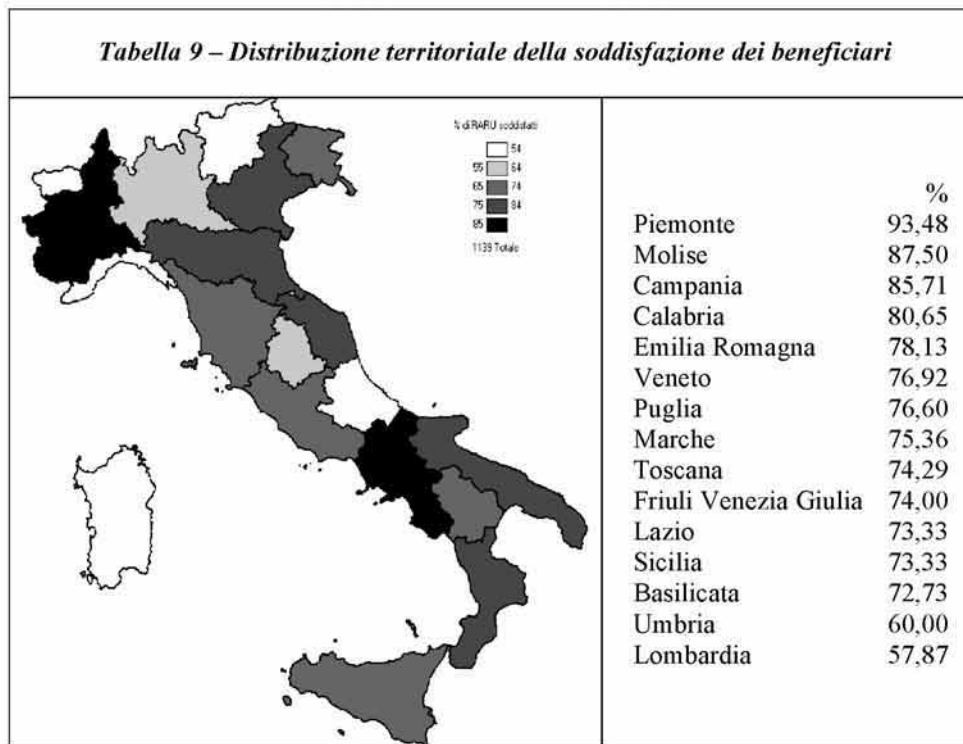 Tabella 9 – Distribuzione territoriale della soddisfazione dei beneficiari
% di RARU soddisfatti
54
55 64
65 74
75 84
85
1139 Totale
%
Piemonte 93,48
Molise 87,50
Campania 85,71
Calabria 80,65
Emilia Romagna 78,13
Veneto 76,92
Puglia 76,60
Marche 75,36
Toscana 74,29
Friuli Venezia Giulia 74,00
Lazio 73,33
Sicilia 73,33
Basilicata 72,73
Umbria 60,00
Lombardia 57,87